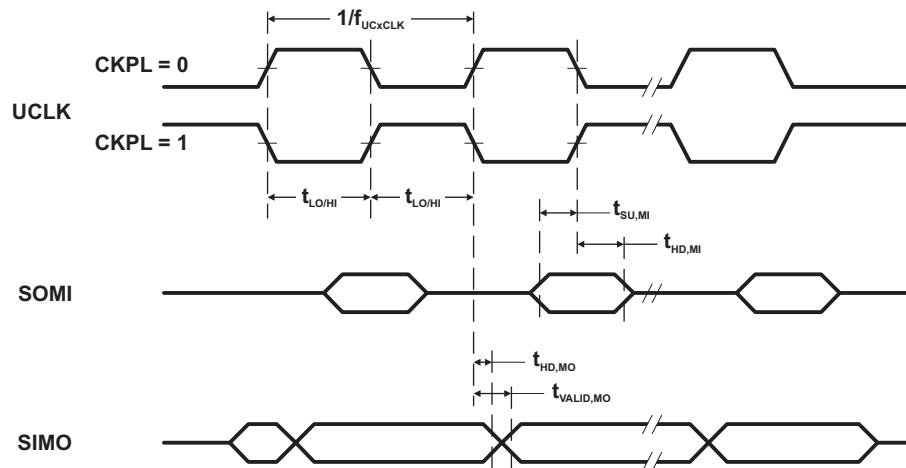 1/fUCxCLK
CKPL = 0
UCLK
CKPL = 1
tLO/HI tLO/HI
tSU,MI
tHD,MI
SOMI
tHD,MO
tVALID,MO
SIMO